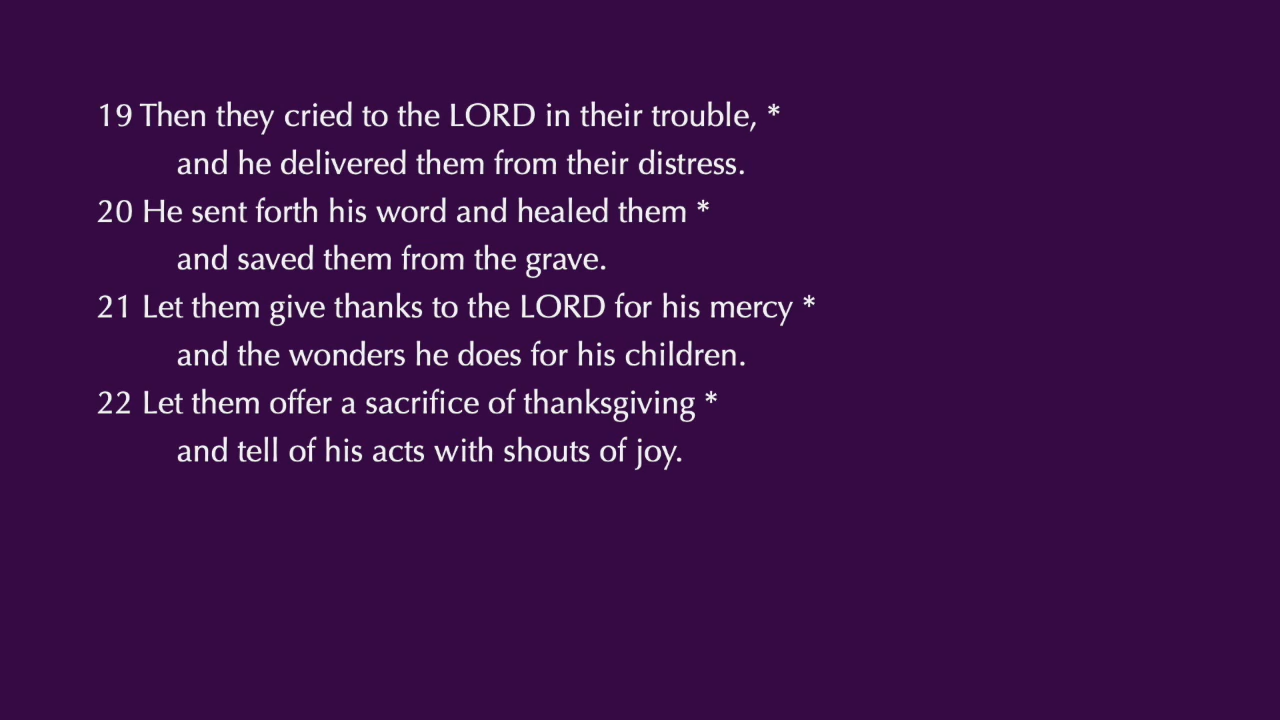 19 Then they cried to the LORD in their trouble, *
and he delivered them from their distress.
20 He sent forth his word and healed them *
and saved them from the grave.
21 Let them give thanks to the LORD for his mercy *
and the wonders he does for his children.
22 Let them offer a sacrifice of thanksgiving *
and tell of his acts with shouts of joy.